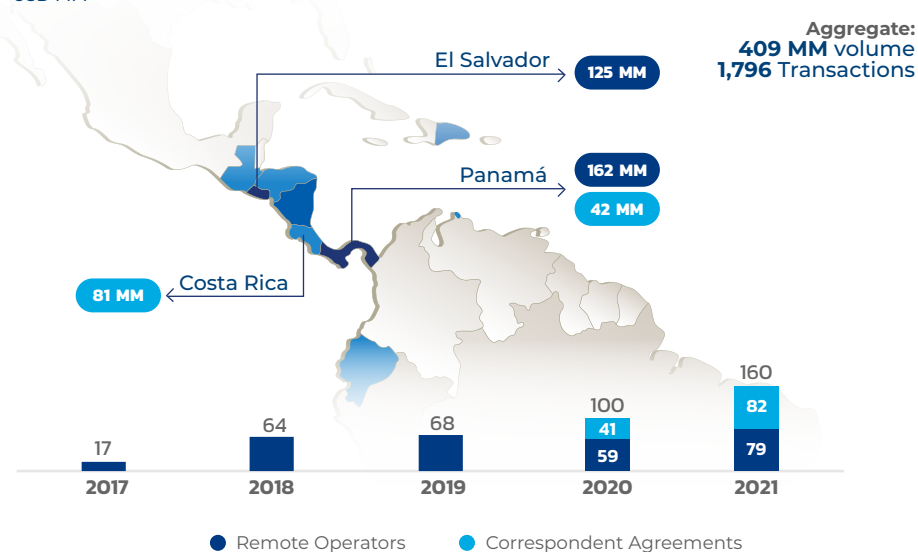 Aggregate:
409 MM volume
1,796 Transactions
El Salvador
125 MM
Panamá
162 MM
42 MM
Costa Rica
81 MM
17
64
68
100
41
59
160
82
79
2017
2018
2019
2020
2021
Remote Operators
Correspondent Agreements